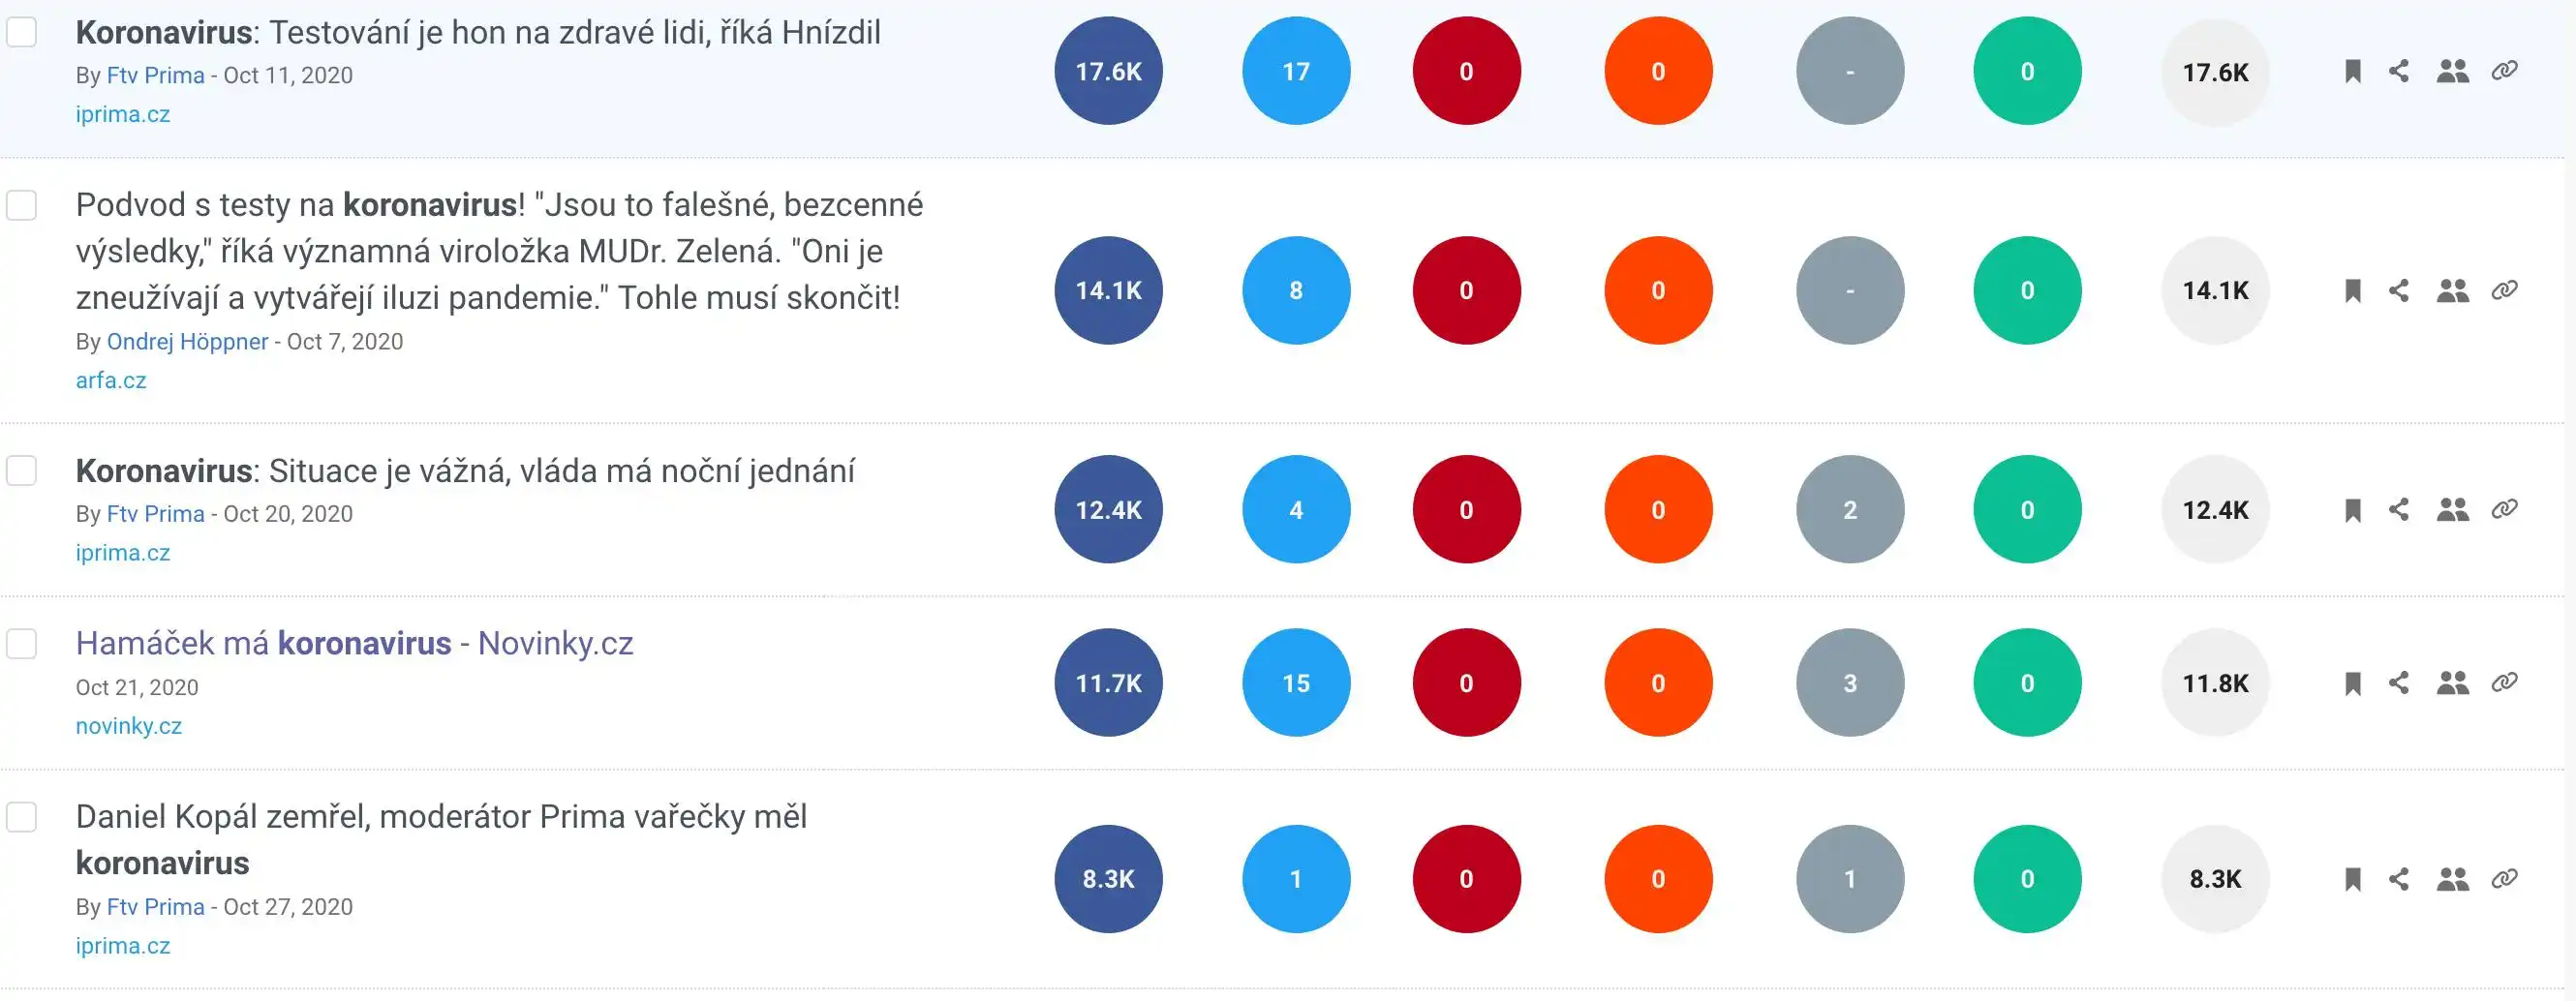 Koronavirus: Testování je hon na zdravé lidi, říká Hnízdil
By Ftv Prima - Oct 11, 2020
iprima.cz
17.6K 17 0 0 - 0 17.6K
Podvod s testy na koronavirus! "Jsou to falešné, bezcenné
výsledky," říká významná viroložka MUDr. Zelená. "Oni je
zneužívají a vytvářejí iluzi pandemie." Tohle musí skončit!
By Ondrej Höppner - Oct 7, 2020
arfa.cz
14.1K 8 0 0 - 0 14.1K
Koronavirus: Situace je vážná, vláda má noční jednání
By Ftv Prima - Oct 20, 2020
iprima.cz
12.4K 4 0 0 2 0 12.4K
Hamáček má koronavirus - Novinky.cz
Oct 21, 2020
novinky.cz
11.7K 15 0 0 3 0 11.8K
Daniel Kopál zemřel, moderátor Prima vařečky měl
koronavirus
By Ftv Prima - Oct 27, 2020
iprima.cz
8.3K 1 0 0 1 0 8.3K